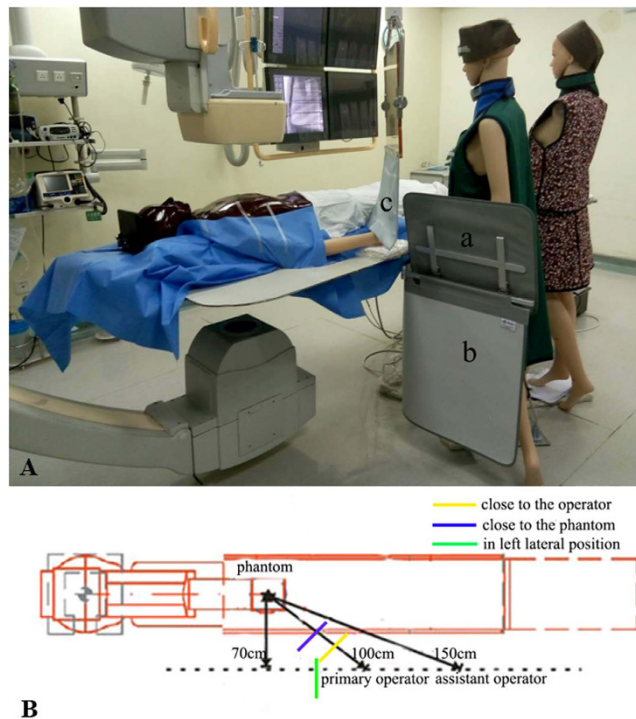 c
a
b
A
close to the operator
close to the phantom
in left lateral position
phantom
70cm
100cm
150cm
primary operator
assistant operator
B